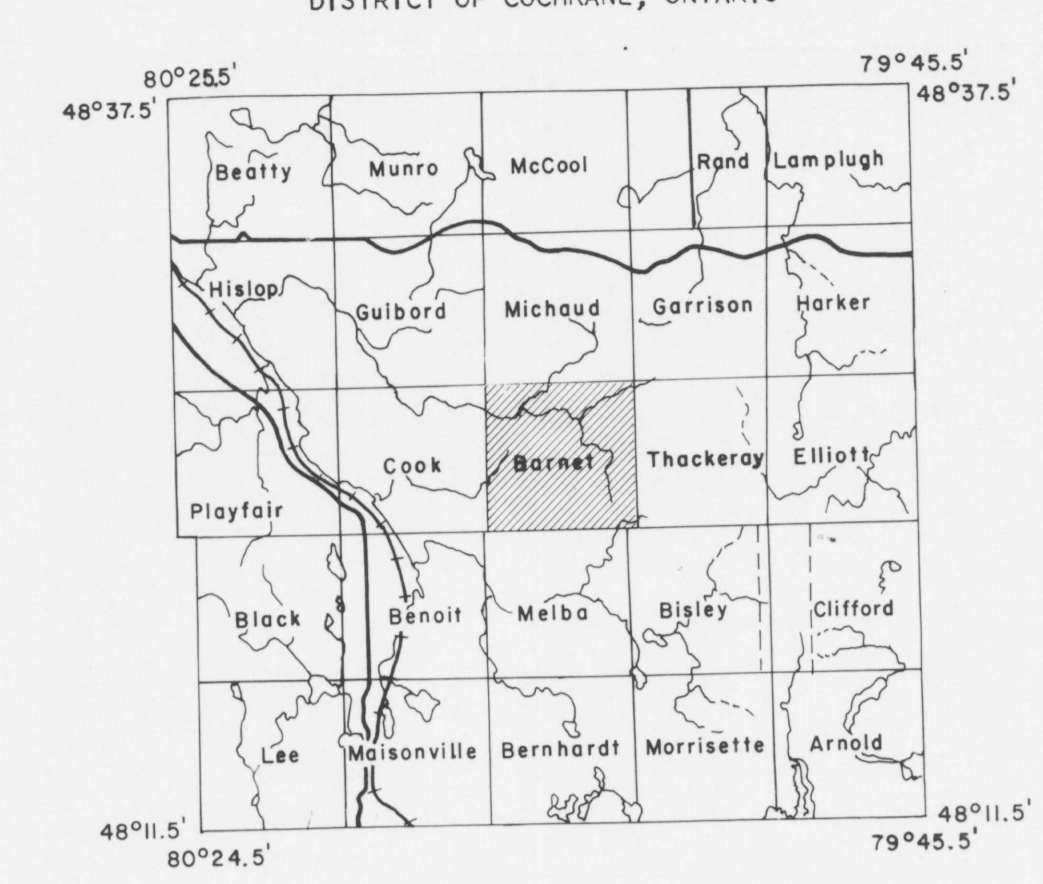 DISTRICT OF COCHRANE, ONTARIO
80°25.5' 79°45.5'
48°37.5' 48°37.5'
Beatty Munro McCool Rand Lamplugh
Hislop Guibord Michaud Garrison Harker
Playfair Cook Barnet Thackeray Elliott
Black Benoit Melba Bisley Clifford
Lee Maisonville Bernhardt Morrisette Arnold
48°11.5' 48°11.5'
80°24.5' 79°45.5'